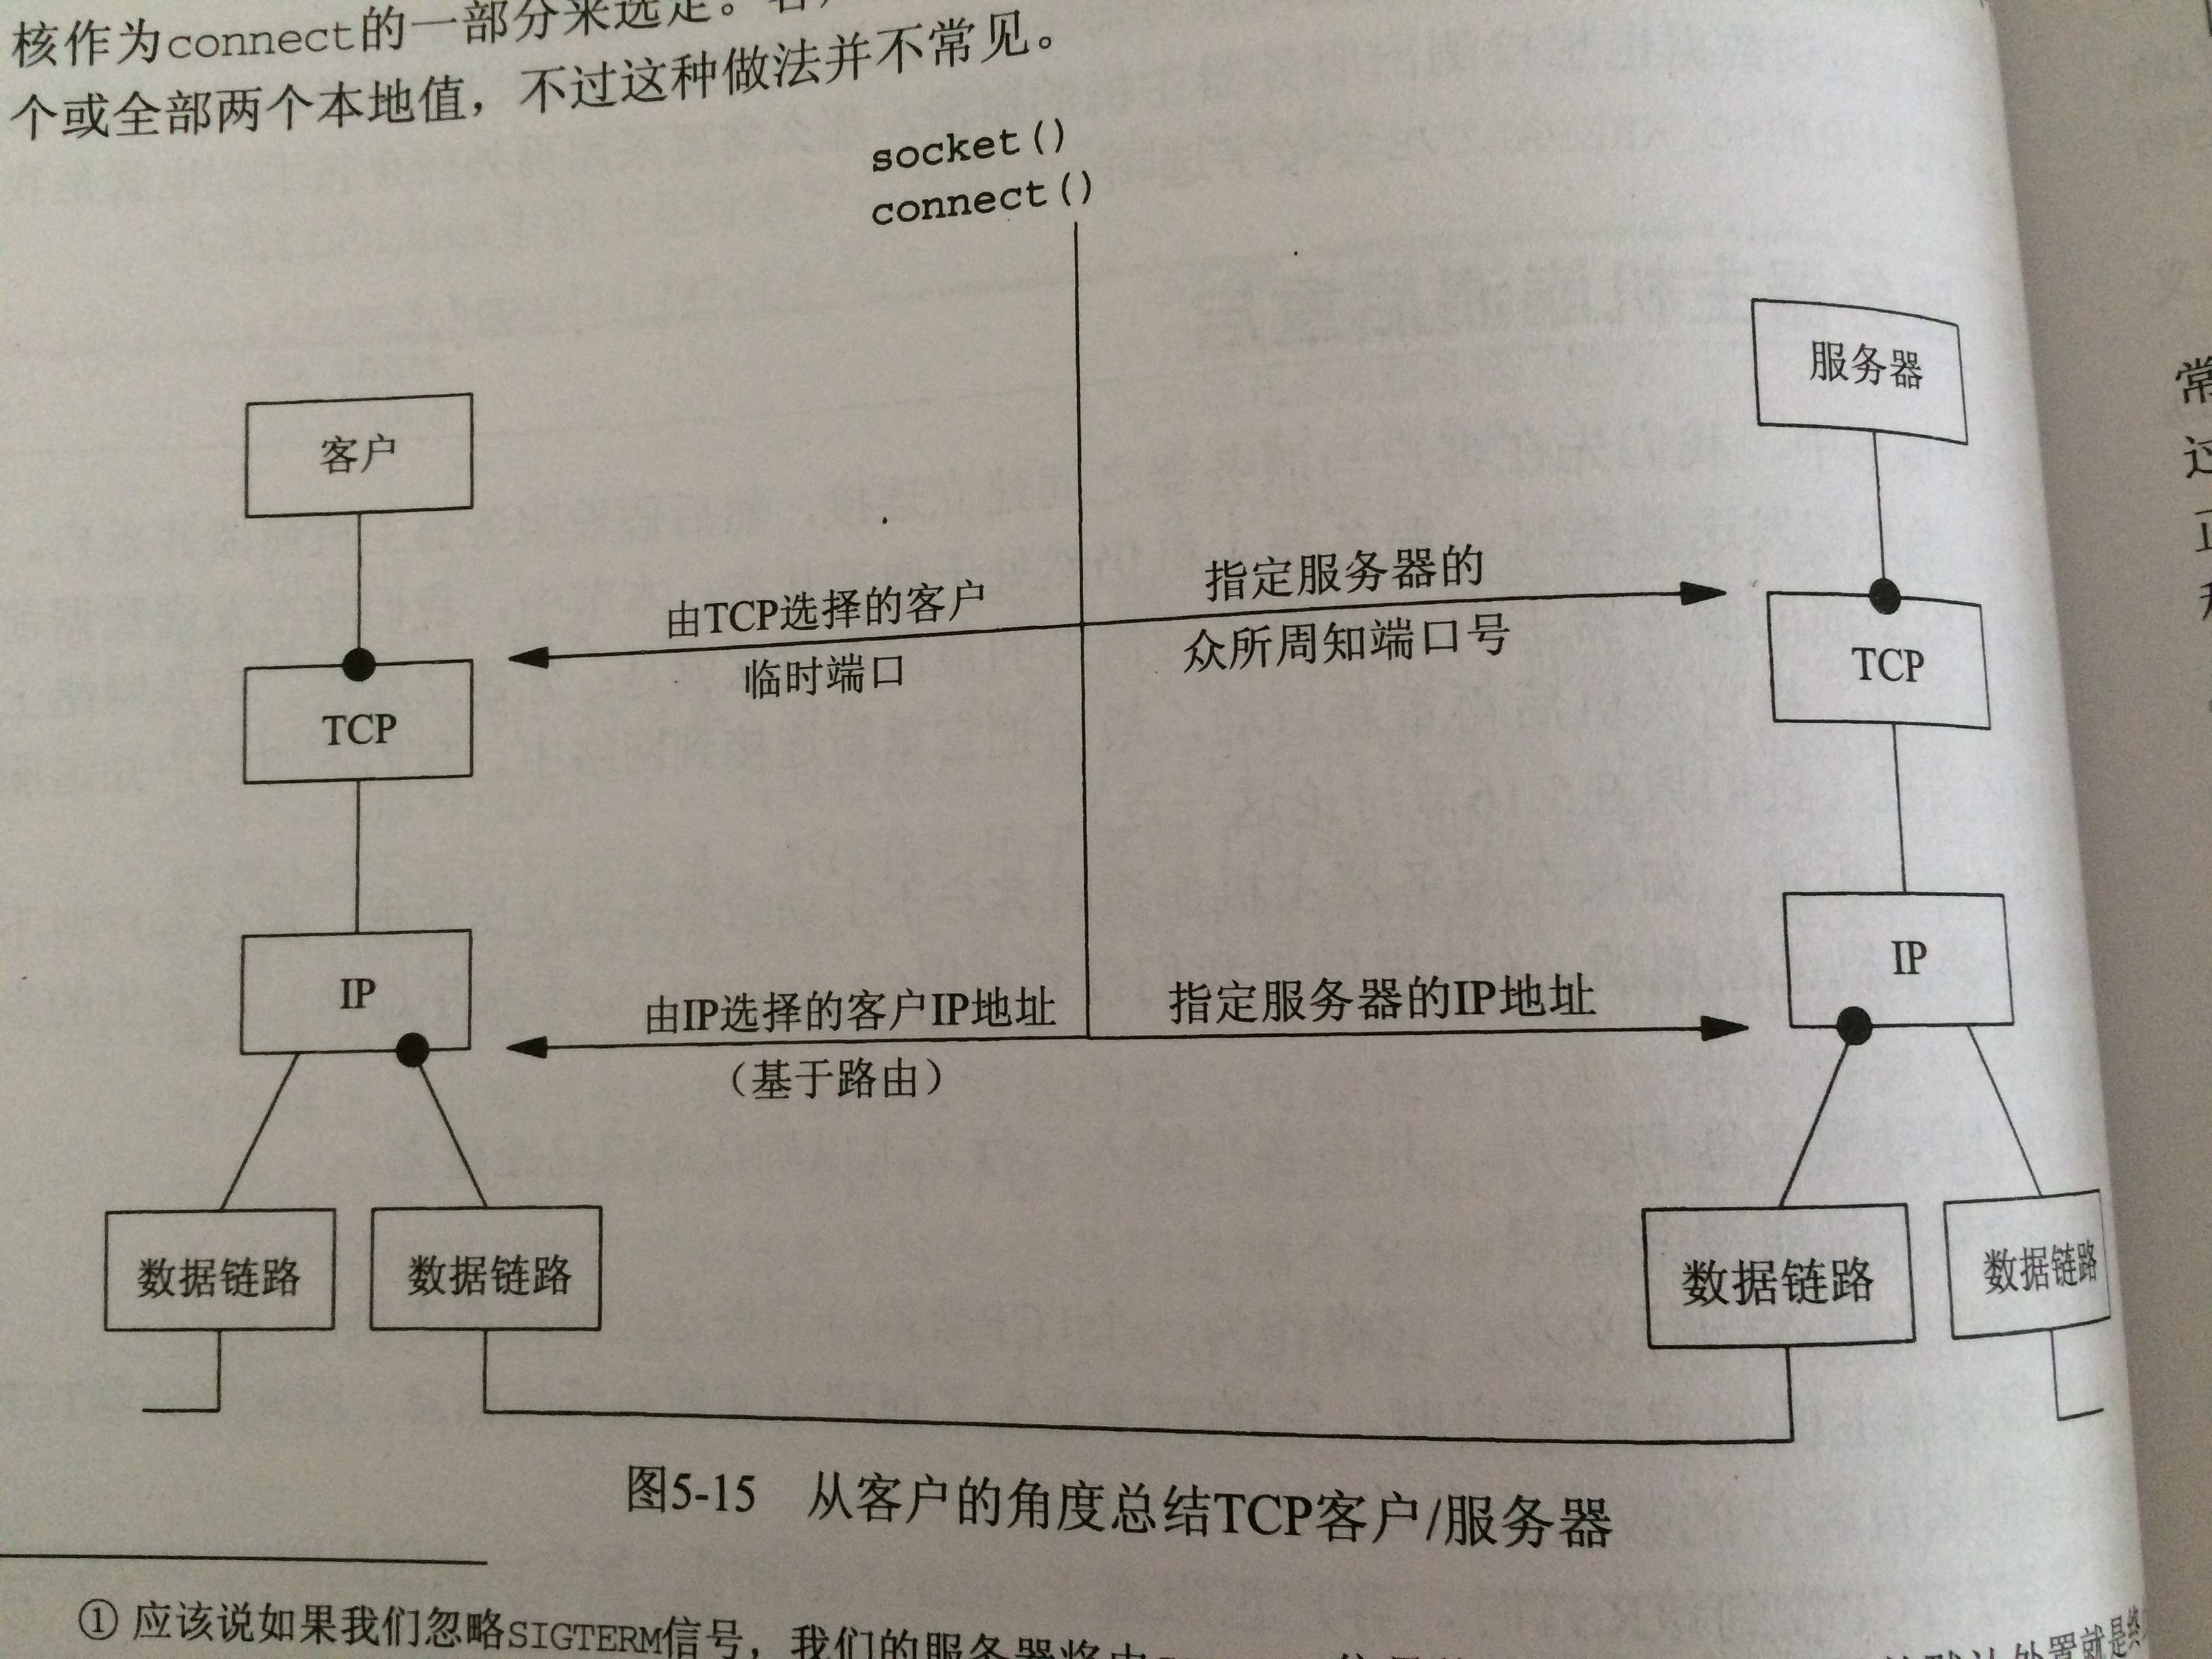 核作为connect的一部分来选定。
个或全部两个本地值，不过这种做法并不常见。
socket()
connect()
服务器
客户
指定服务器的
由TCP选择的客户
众所周知端口号
临时端口
TCP
TCP
IP
IP
指定服务器的IP地址
由IP选择的客户IP地址
（基于路由）
数据链路
数据链路
数据链路
数据链路
图5-15 从客户的角度总结TCP客户/服务器
① 应该说如果我们忽略SIGTERM信号，我们的服务器将由
常
过